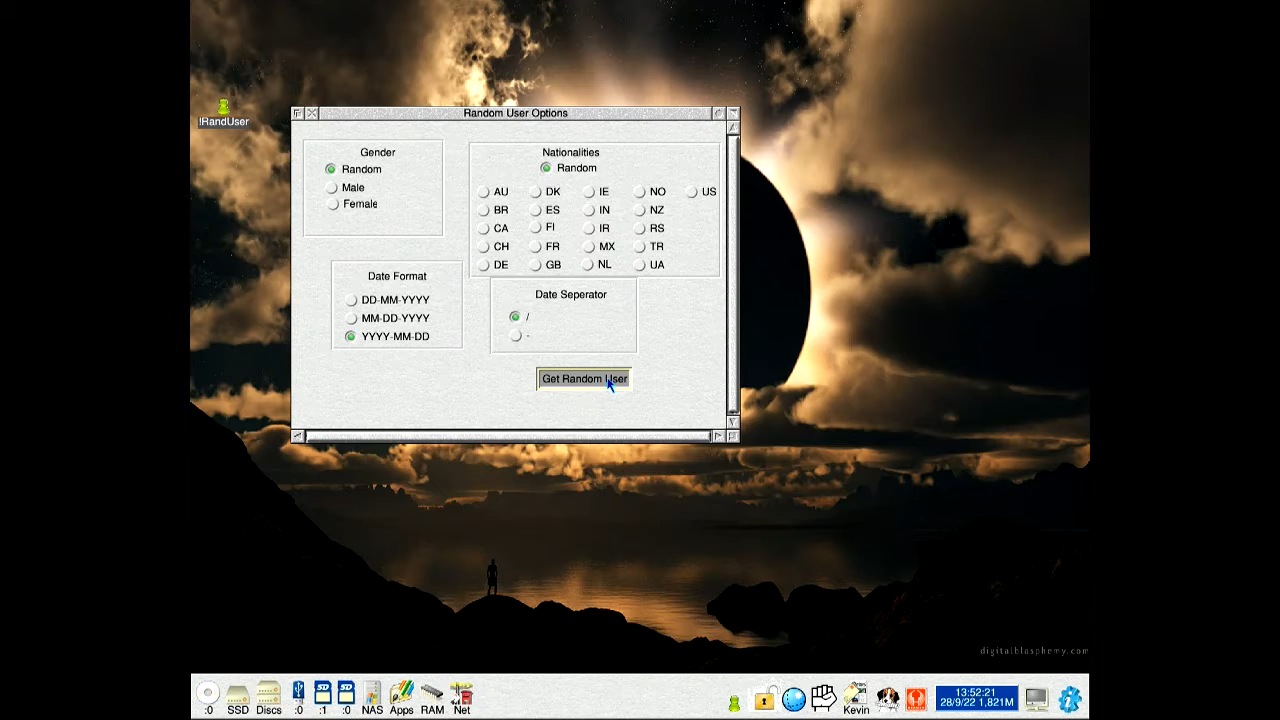 !RandUser
Random User Options
Gender
Random
Male
Female
Nationalities
Random
AU DK IE NO US
BR ES IN NZ
CA FI IR RS
CH FR MX TR
DE GB NL UA
Date Format
DD-MM-YYYY
MM-DD-YYYY
YYYY-MM-DD
Date Seperator
/
-
Get Random User
digitalblasphemy.com
:0 SSD Discs :0 :1 :0 NAS Apps RAM Net Kevin
13:52:21
28/9/22 1,821M